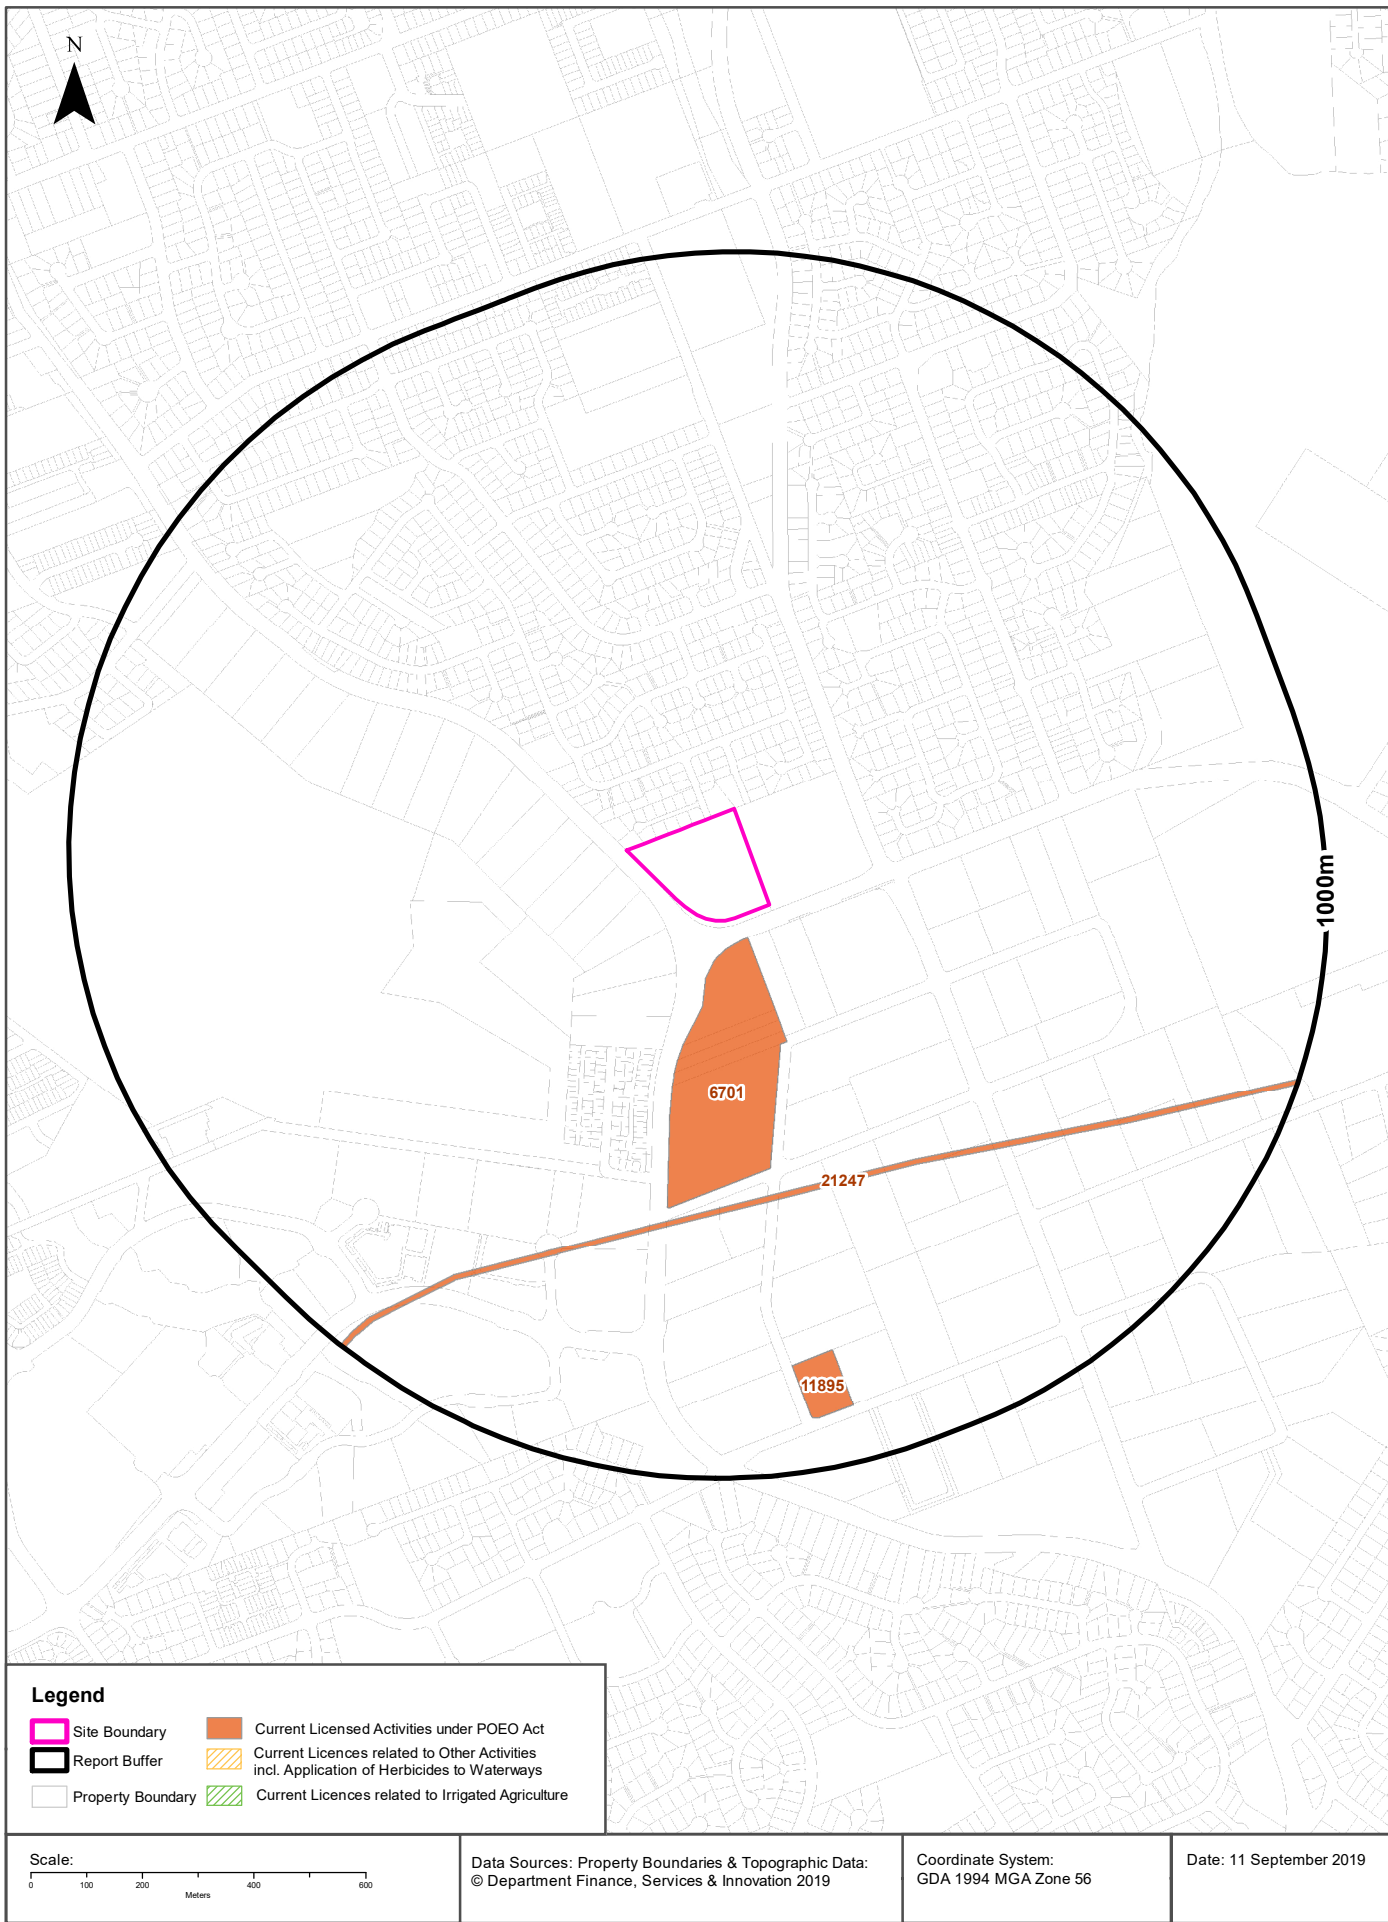 N
1000m
6701
21247
11895
Legend
Site Boundary
Report Buffer
Property Boundary
Current Licensed Activities under POEO Act
Current Licences related to Other Activities
incl. Application of Herbicides to Waterways
Current Licences related to Irrigated Agriculture
Scale:
0 100 200 400 600
Meters
Data Sources: Property Boundaries & Topographic Data:
© Department Finance, Services & Innovation 2019
Coordinate System:
GDA 1994 MGA Zone 56
Date: 11 September 2019